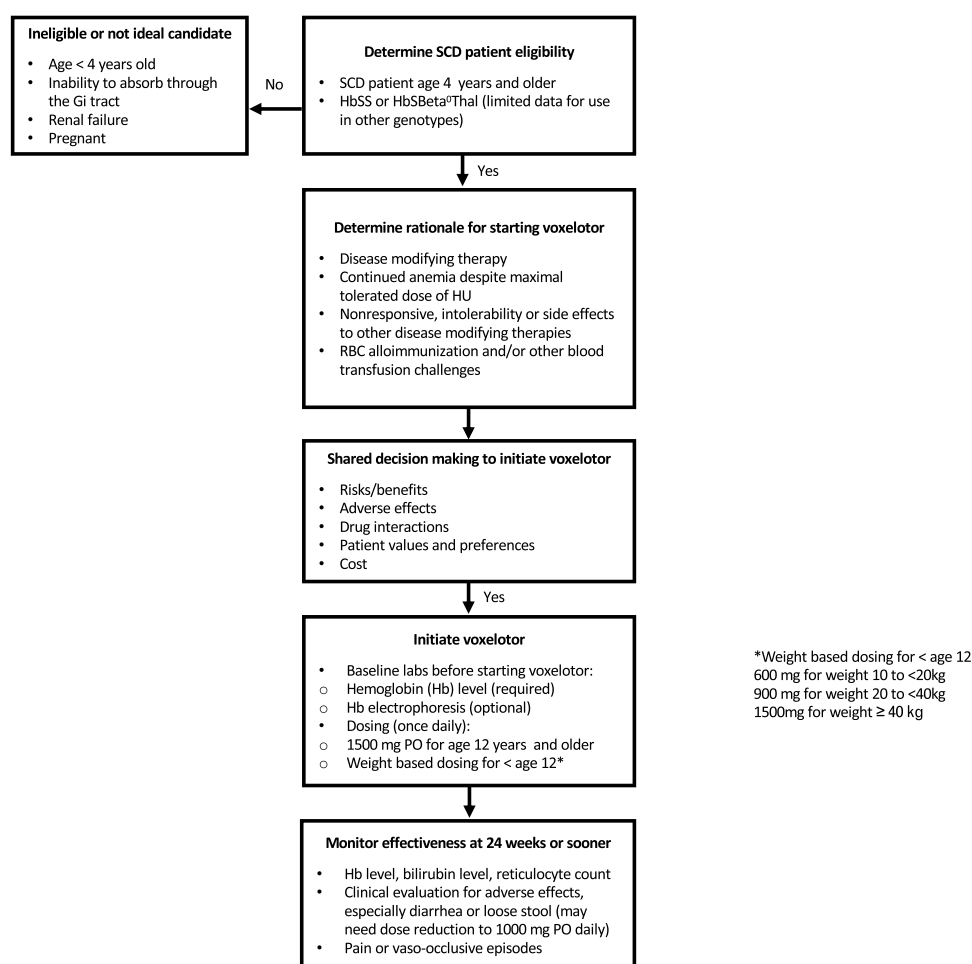 Ineligible or not ideal candidate
• Age < 4 years old
• Inability to absorb through
the Gi tract
• Renal failure
• Pregnant
No
Determine SCD patient eligibility
• SCD patient age 4 years and older
• HbSS or HbSBeta⁰Thal (limited data for use
in other genotypes)
Yes
Determine rationale for starting voxelotor
• Disease modifying therapy
• Continued anemia despite maximal
tolerated dose of HU
• Nonresponsive, intolerability or side effects
to other disease modifying therapies
• RBC alloimmunization and/or other blood
transfusion challenges
Shared decision making to initiate voxelotor
• Risks/benefits
• Adverse effects
• Drug interactions
• Patient values and preferences
• Cost
Yes
Initiate voxelotor
• Baseline labs before starting voxelotor:
○ Hemoglobin (Hb) level (required)
○ Hb electrophoresis (optional)
• Dosing (once daily):
○ 1500 mg PO for age 12 years and older
○ Weight based dosing for < age 12*
*Weight based dosing for < age 12
600 mg for weight 10 to <20kg
900 mg for weight 20 to <40kg
1500mg for weight ≥ 40 kg
Monitor effectiveness at 24 weeks or sooner
• Hb level, bilirubin level, reticulocyte count
• Clinical evaluation for adverse effects,
especially diarrhea or loose stool (may
need dose reduction to 1000 mg PO daily)
• Pain or vaso-occlusive episodes